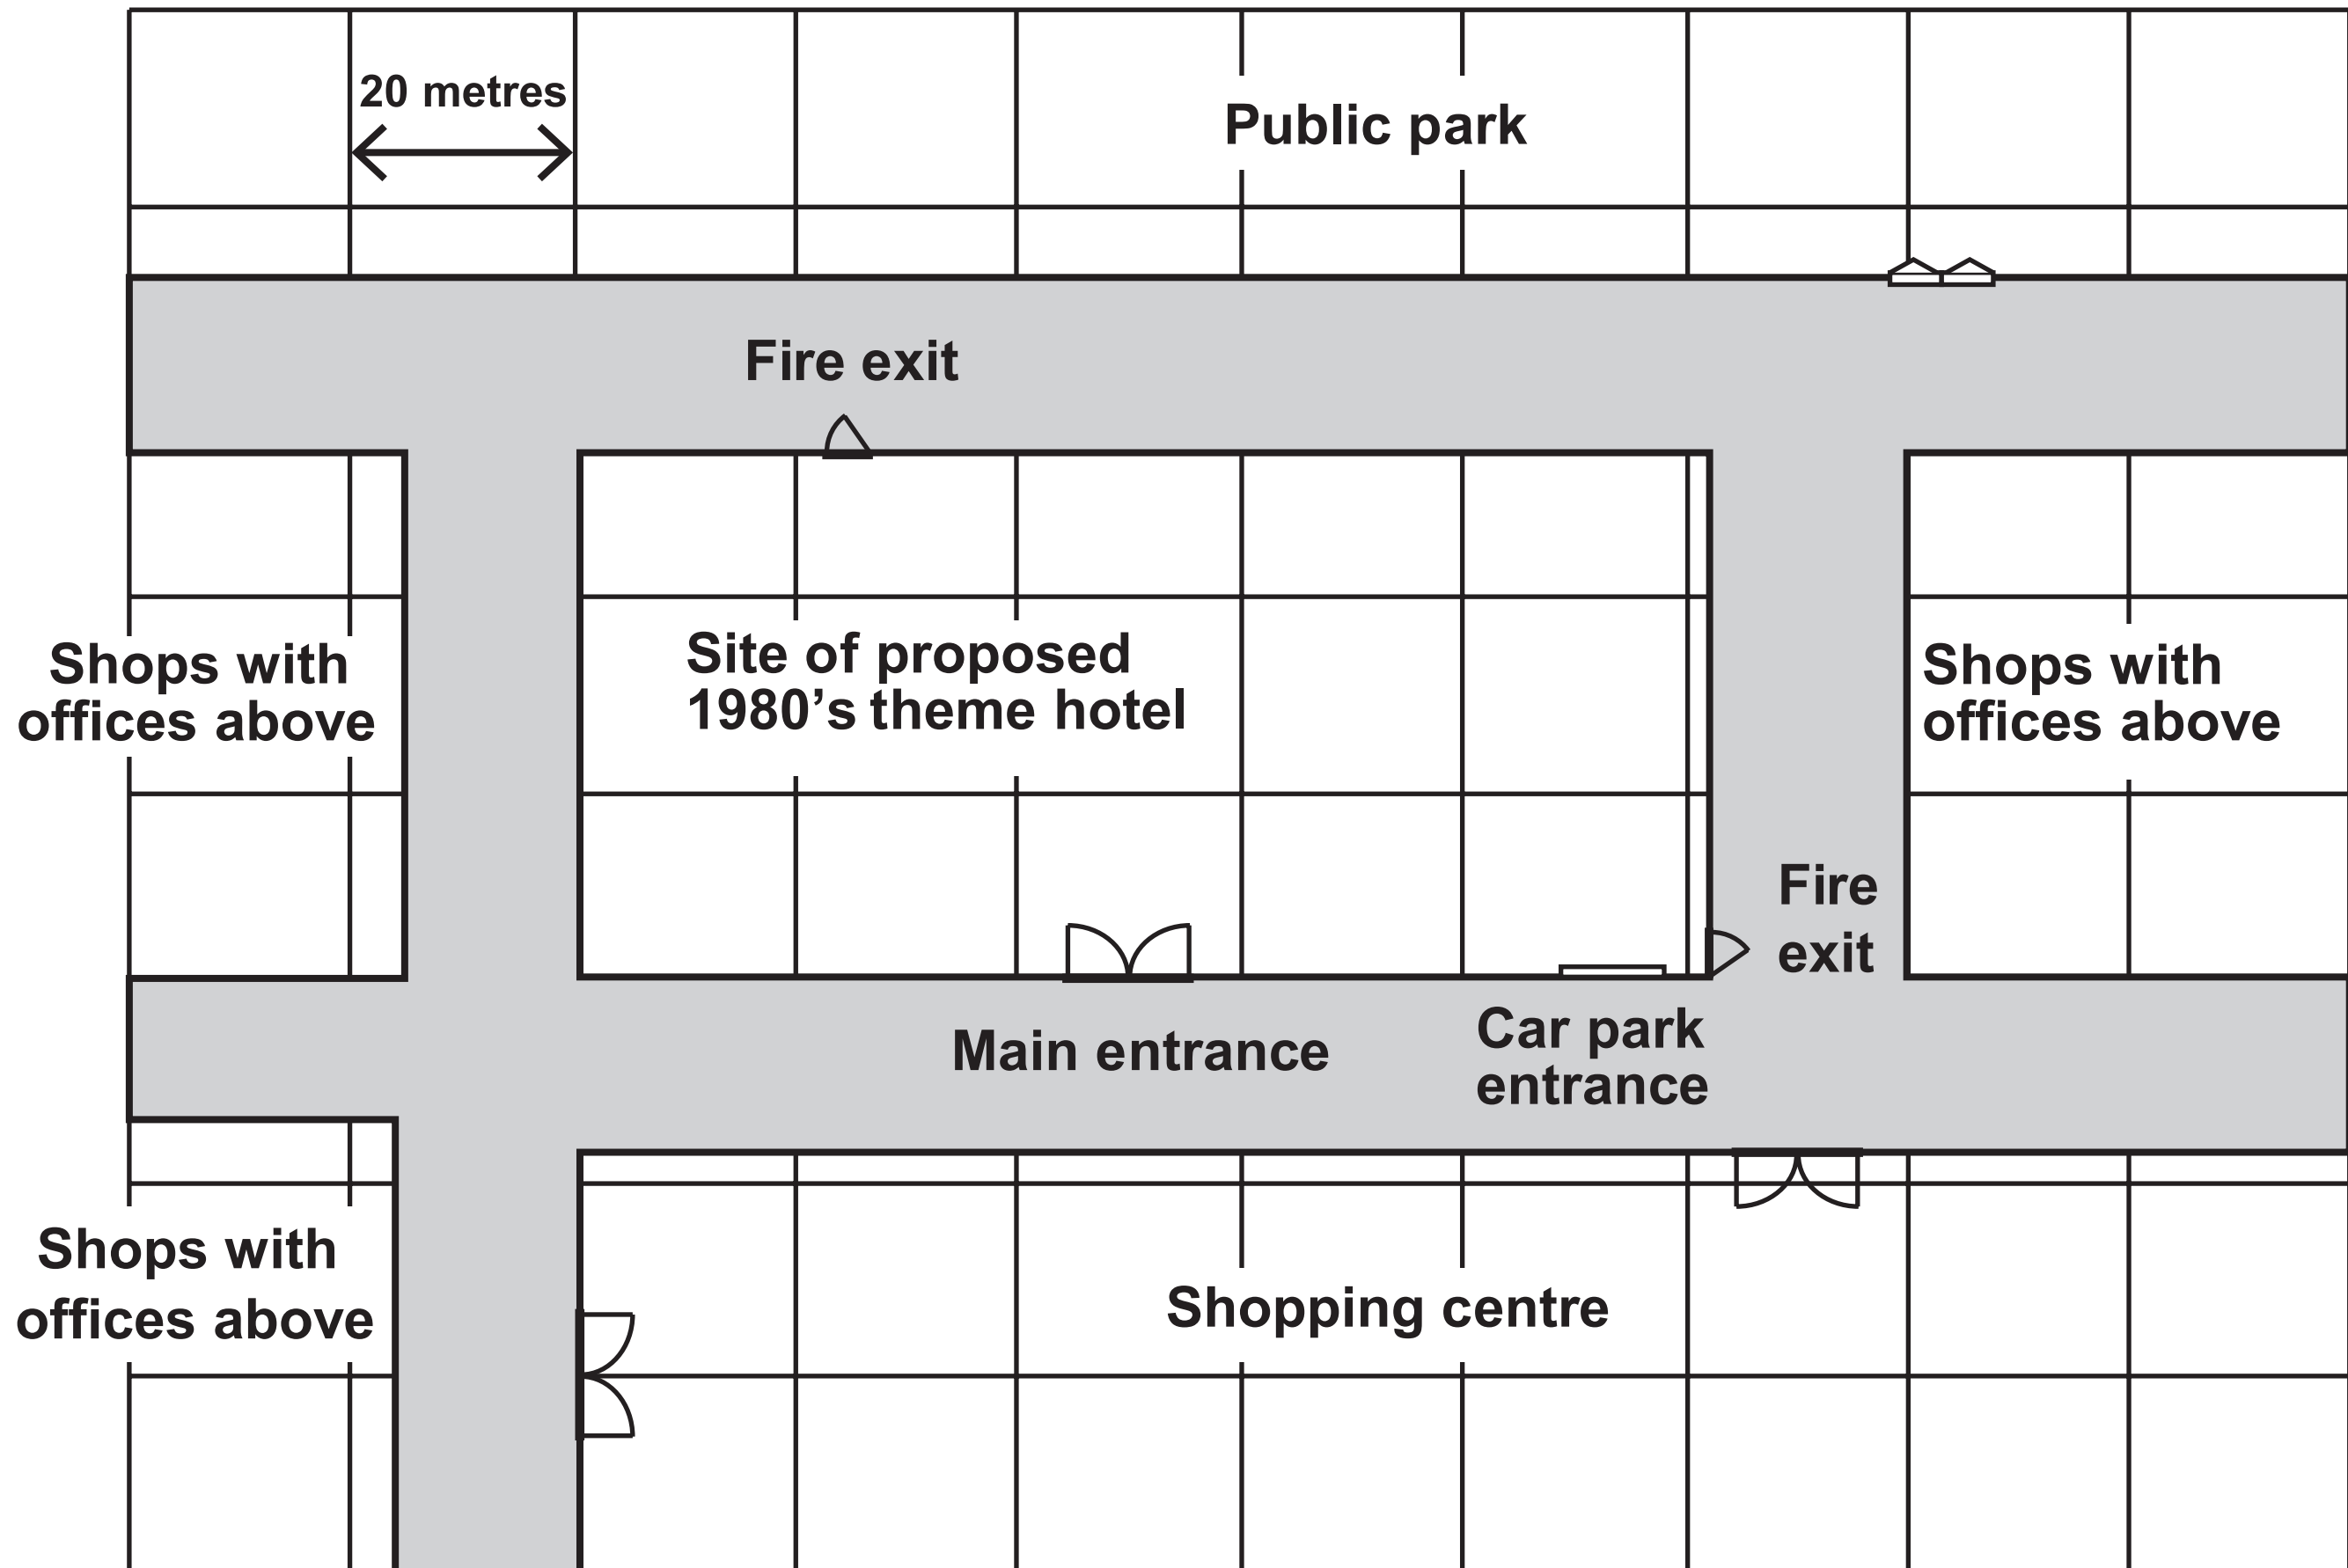 20 metres
Public park
Fire exit
Shops with
offices above
Site of proposed
1980’s theme hotel
Shops with
offices above
Fire
exit
Main entrance
Car park
entrance
Shops with
offices above
Shopping centre